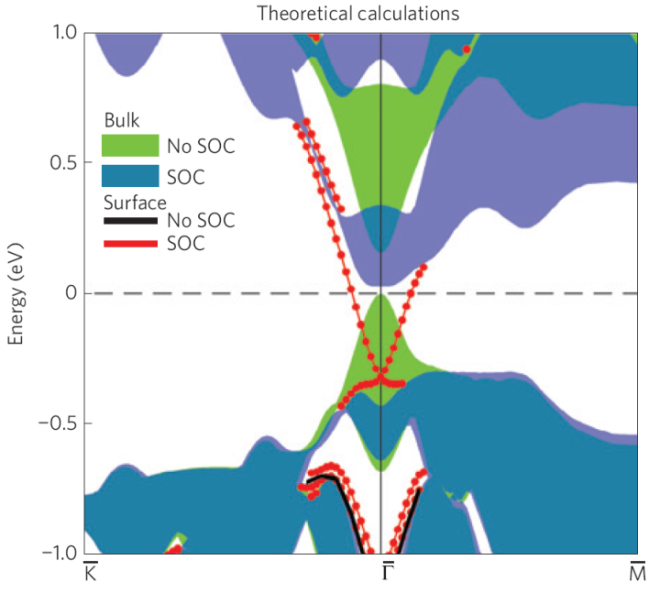 Theoretical calculations
1.0
0.5
0
−0.5
−1.0
Energy (eV)
Bulk
No SOC
SOC
Surface
No SOC
SOC
K̅
Γ̅
M̅